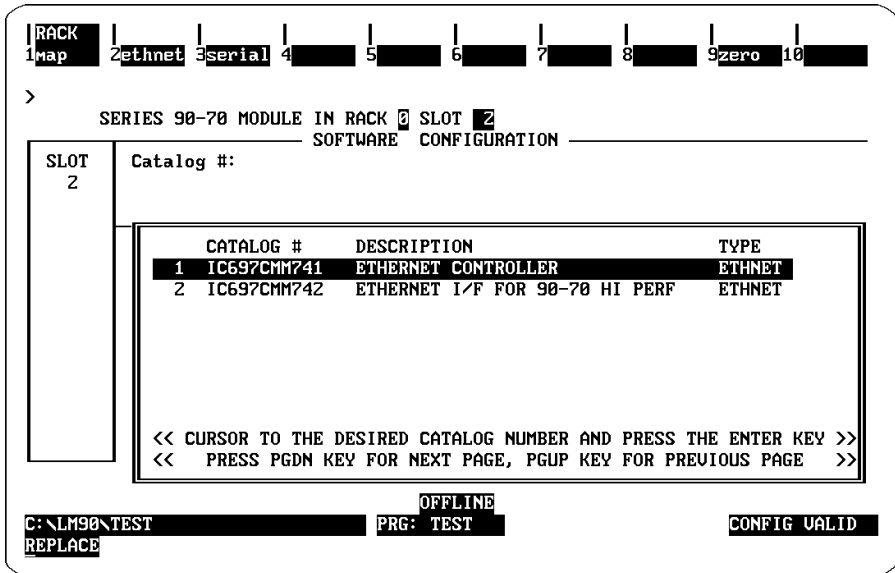 RACK
1map 2ethnet 3serial 4 5 6 7 8 9zero 10
>
SERIES 90-70 MODULE IN RACK 0 SLOT 2
SOFTWARE CONFIGURATION
SLOT Catalog #:
2
CATALOG # DESCRIPTION TYPE
1 IC697CMM741 ETHERNET CONTROLLER ETHNET
2 IC697CMM742 ETHERNET I/F FOR 90-70 HI PERF ETHNET
<< CURSOR TO THE DESIRED CATALOG NUMBER AND PRESS THE ENTER KEY >>
<< PRESS PGDN KEY FOR NEXT PAGE, PGUP KEY FOR PREVIOUS PAGE >>
OFFLINE
C:\LM90\TEST PRG: TEST CONFIG VALID
REPLACE